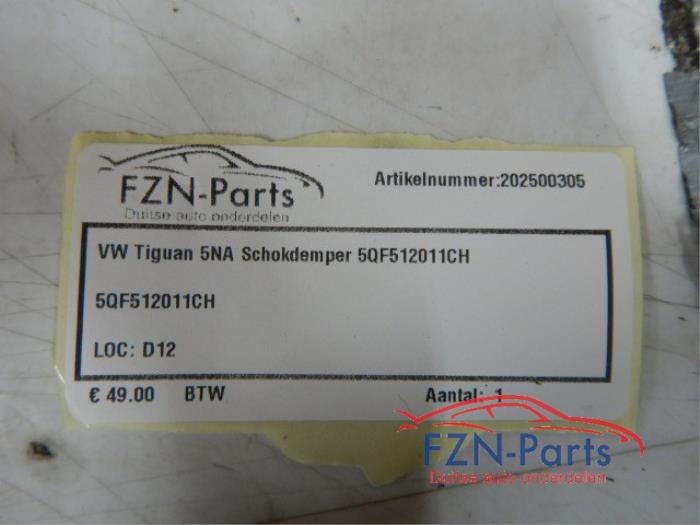 FZN-Parts
Duitse auto onderdelen
Artikelnummer:202500305
VW Tiguan 5NA Schokdemper 5QF512011CH
5QF512011CH
LOC: D12
€ 49.00 BTW Aantal: 1
FZN-Parts
Duitse auto onderdelen